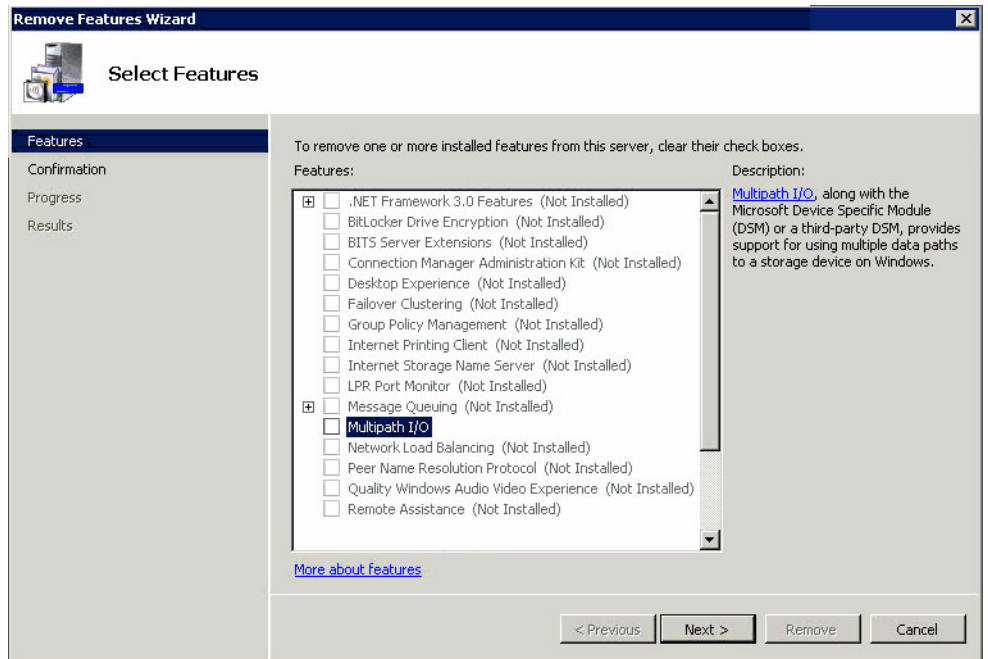 Remove Features Wizard
Select Features
Features
Confirmation
Progress
Results
To remove one or more installed features from this server, clear their check boxes.
Features:
.NET Framework 3.0 Features (Not Installed)
BitLocker Drive Encryption (Not Installed)
BITS Server Extensions (Not Installed)
Connection Manager Administration Kit (Not Installed)
Desktop Experience (Not Installed)
Failover Clustering (Not Installed)
Group Policy Management (Not Installed)
Internet Printing Client (Not Installed)
Internet Storage Name Server (Not Installed)
LPR Port Monitor (Not Installed)
Message Queuing (Not Installed)
Multipath I/O
Network Load Balancing (Not Installed)
Peer Name Resolution Protocol (Not Installed)
Quality Windows Audio Video Experience (Not Installed)
Remote Assistance (Not Installed)
More about features
Description:
Multipath I/O, along with the
Microsoft Device Specific Module
(DSM) or a third-party DSM, provides
support for using multiple data paths
to a storage device on Windows.
< Previous
Next >
Remove
Cancel